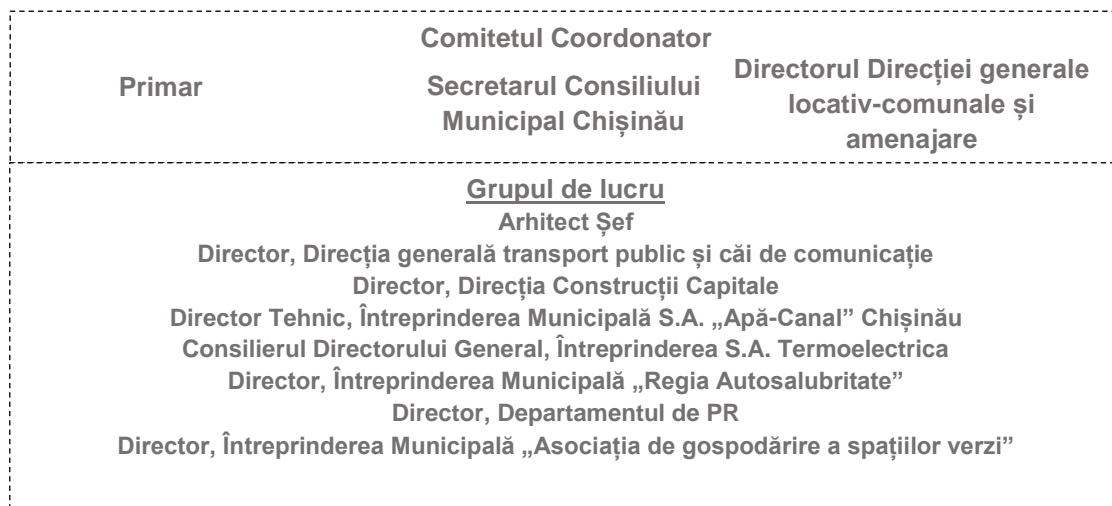 Comitetul Coordonator
Primar
Secretarul Consiliului
Municipal Chișinău
Directorul Direcției generale
locativ-comunale și
amenajare
Grupul de lucru
Arhitect Șef
Director, Direcția generală transport public și căi de comunicație
Director, Direcția Construcții Capitale
Director Tehnic, Întreprinderea Municipală S.A. „Apă-Canal” Chișinău
Consilierul Directorului General, Întreprinderea S.A. Termoelectrica
Director, Întreprinderea Municipală „Regia Autosalubritate”
Director, Departamentul de PR
Director, Întreprinderea Municipală „Asociația de gospodărire a spațiilor verzi”